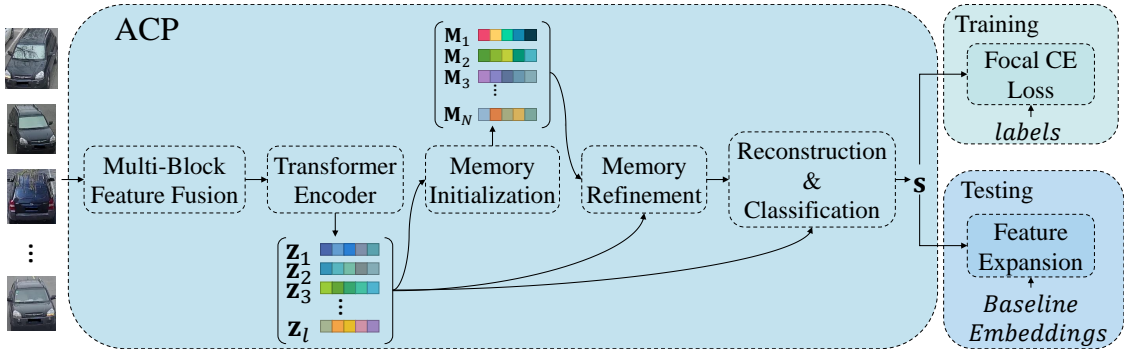 ACP
M1
M2
M3
⋮
MN
Multi-Block
Feature Fusion
Transformer
Encoder
Memory
Initialization
Memory
Refinement
Reconstruction
&
Classification
s
Z1
Z2
Z3
⋮
Zl
...
Training
Focal CE
Loss
labels
Testing
Feature
Expansion
Baseline
Embeddings